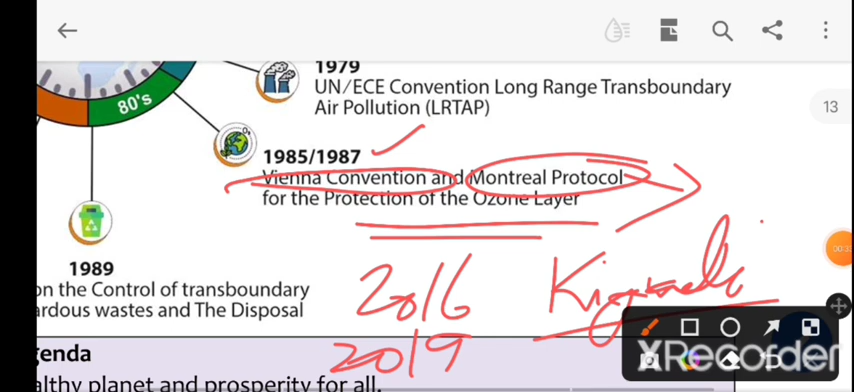 1979
UN/ECE Convention Long Range Transboundary
Air Pollution (LRTAP)
13
80's
1985/1987
Vienna Convention and Montreal Protocol
for the Protection of the Ozone Layer
1989
on the Control of transboundary
ardous wastes and The Disposal
2016 Kigali
2019
genda
althy planet and prosperity for all.
XRecorder